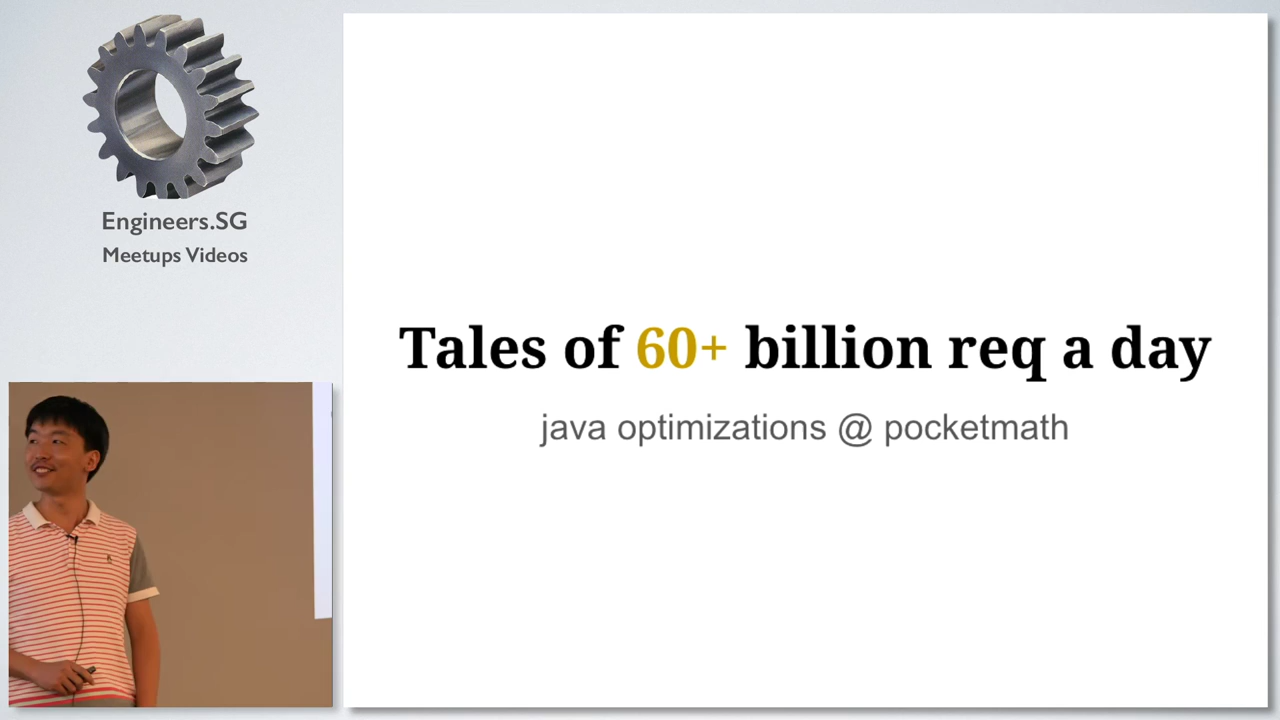 Engineers.SG
Meetups Videos
Tales of 60+ billion req a day
java optimizations @ pocketmath